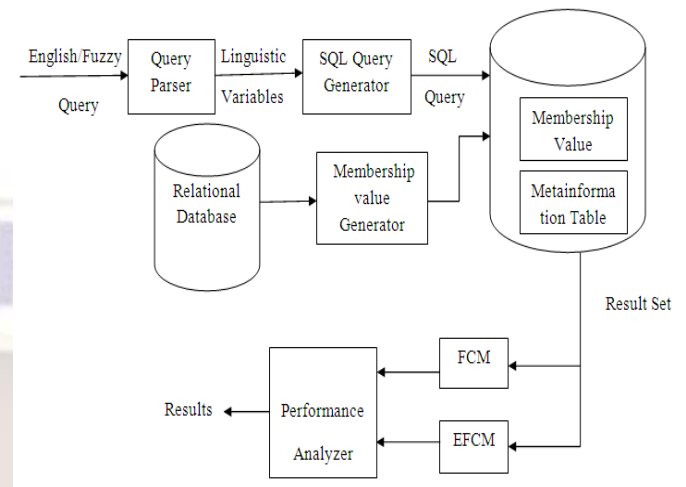 English/Fuzzy
Query
Query
Parser
Linguistic
Variables
SQL Query
Generator
SQL
Query
Membership
Value
Metainforma
tion Table
Relational
Database
Membership
value
Generator
Result Set
FCM
EFCM
Performance
Analyzer
Results